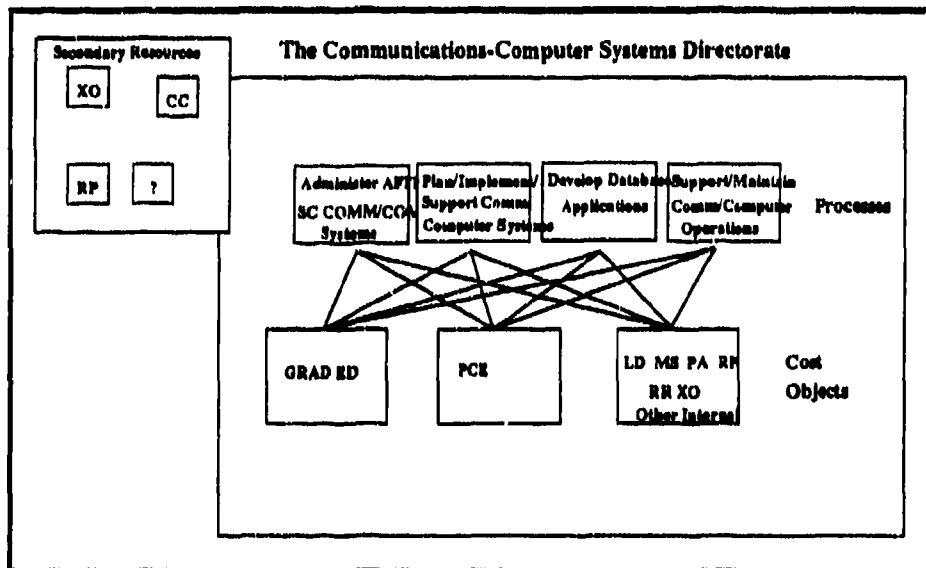 Secondary Resources
The Communications-Computer Systems Directorate
XO
CC
RP
?
Administer AFIT
SC COMM/COM
Systems
Plan/Implement/
Support Comm
Computer Systems
Develop Database
Applications
Support/Maintain
Comm/Computer
Operations
Processes
GRAD ED
PCE
LD MS PA RP
RR XO
Other Internal
Cost
Objects